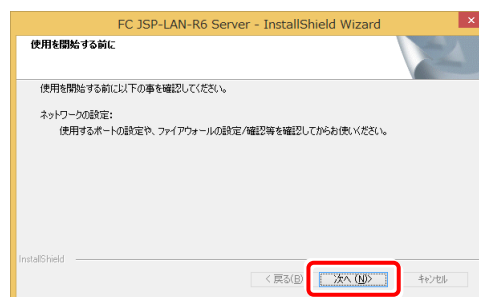 FC JSP-LAN-R6 Server - InstallShield Wizard
使用を開始する前に
使用を開始する前に以下の事を確認してください。
ネットワークの設定:
使用するポートの設定や、ファイアウォールの設定/確認等を確認してからお使いください。
InstallShield
< 戻る(B) 次へ (N)> キャンセル